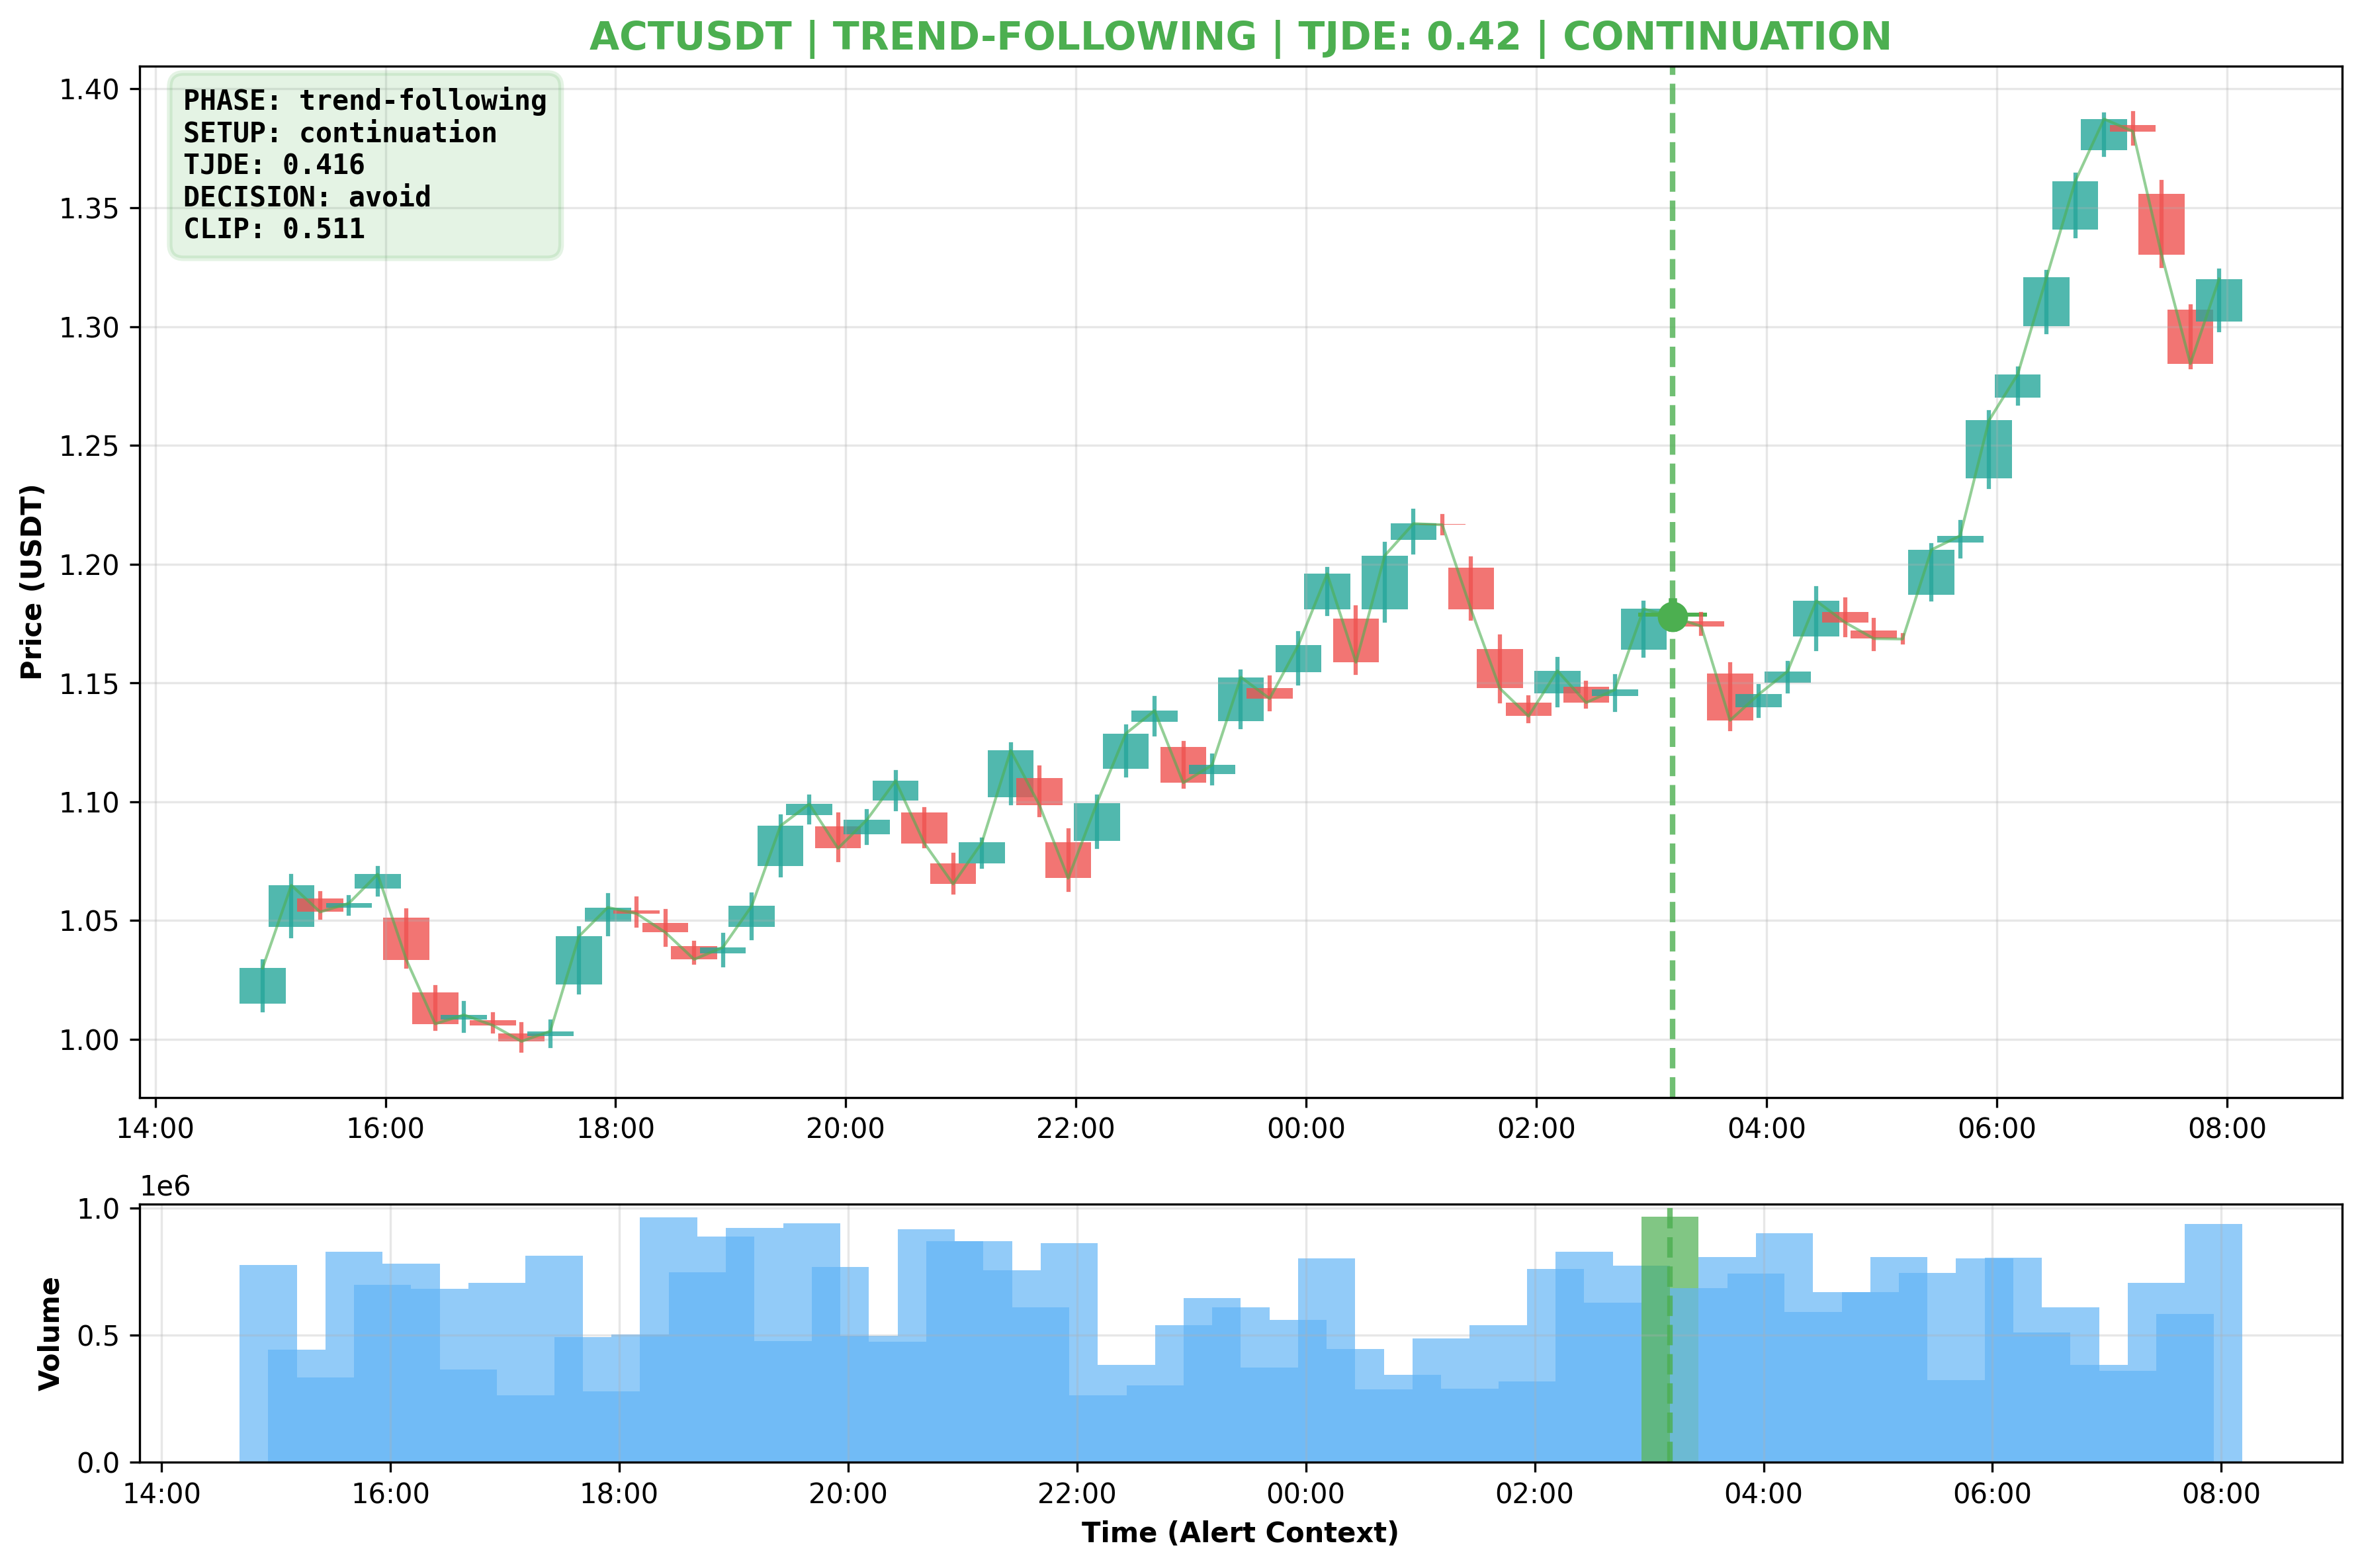 ACTUSDT | TREND-FOLLOWING | TJDE: 0.42 | CONTINUATION
PHASE: trend-following
SETUP: continuation
TJDE: 0.416
DECISION: avoid
CLIP: 0.511
Price (USDT)
1.40
1.35
1.30
1.25
1.20
1.15
1.10
1.05
1.00
14:00 16:00 18:00 20:00 22:00 00:00 02:00 04:00 06:00 08:00
1e6
Volume
1.0
0.5
0.0
14:00 16:00 18:00 20:00 22:00 00:00 02:00 04:00 06:00 08:00
Time (Alert Context)